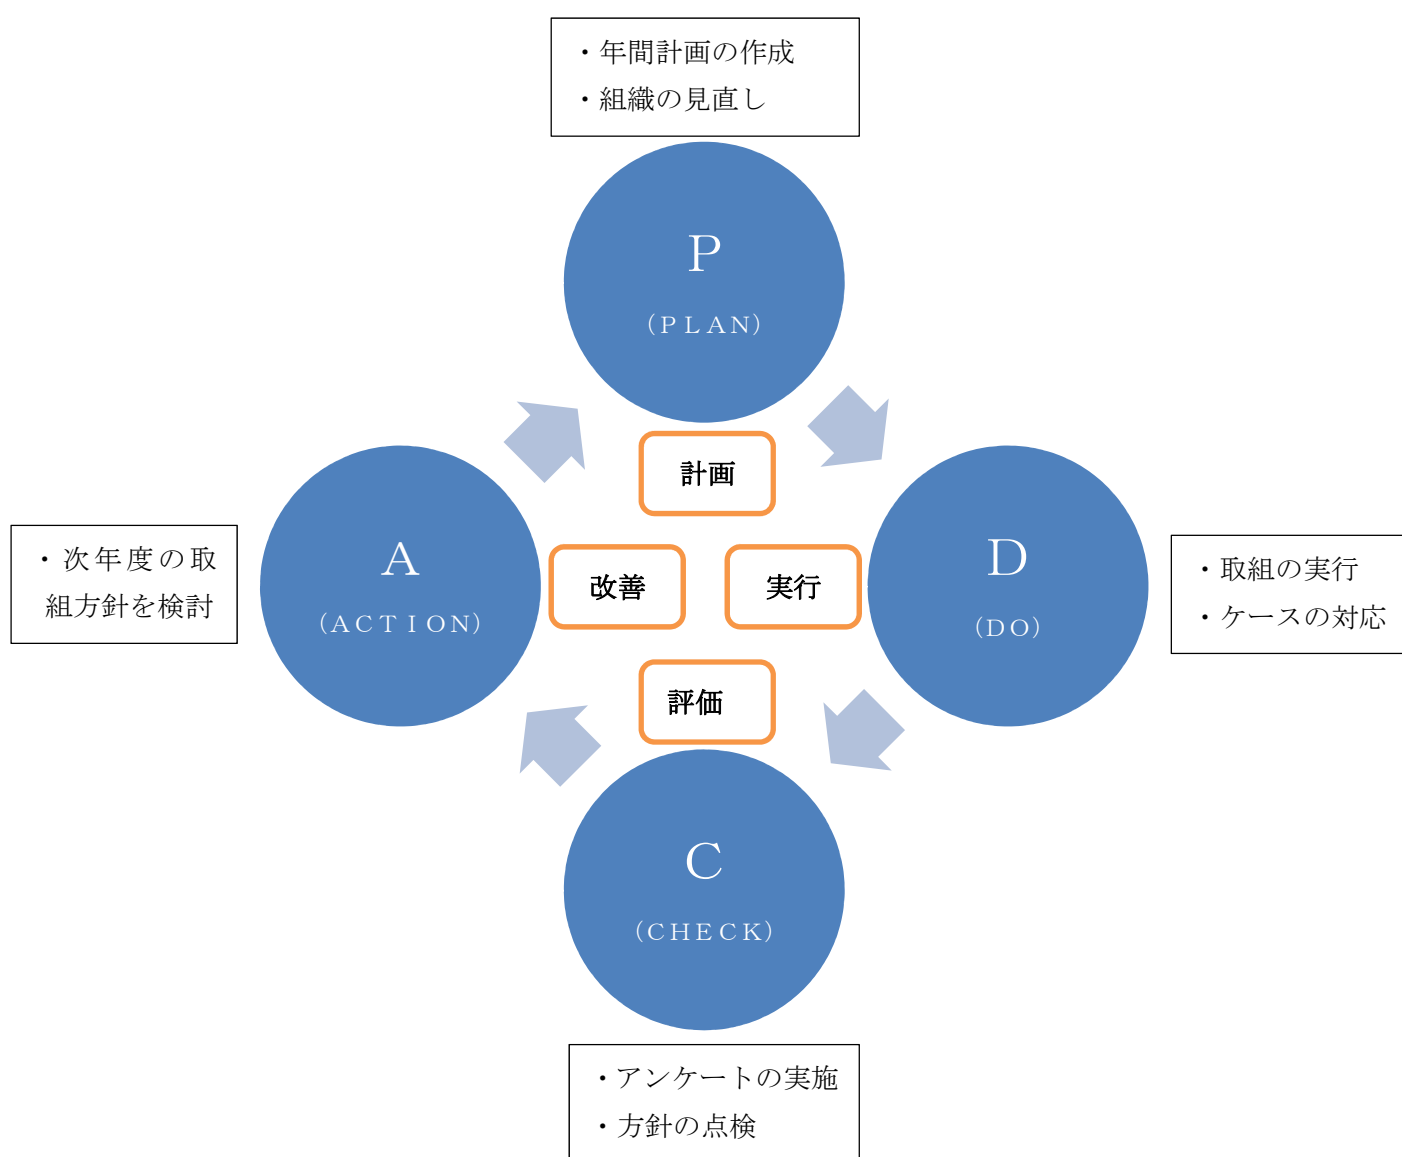 ・年間計画の作成
・組織の見直し
Ｐ
（ＰＬＡＮ）
計画
Ａ
（ＡＣＴＩＯＮ）
改善
実行
Ｄ
（ＤＯ）
・次年度の取
組方針を検討
・取組の実行
・ケースの対応
評価
Ｃ
（ＣＨＥＣＫ）
・アンケートの実施
・方針の点検